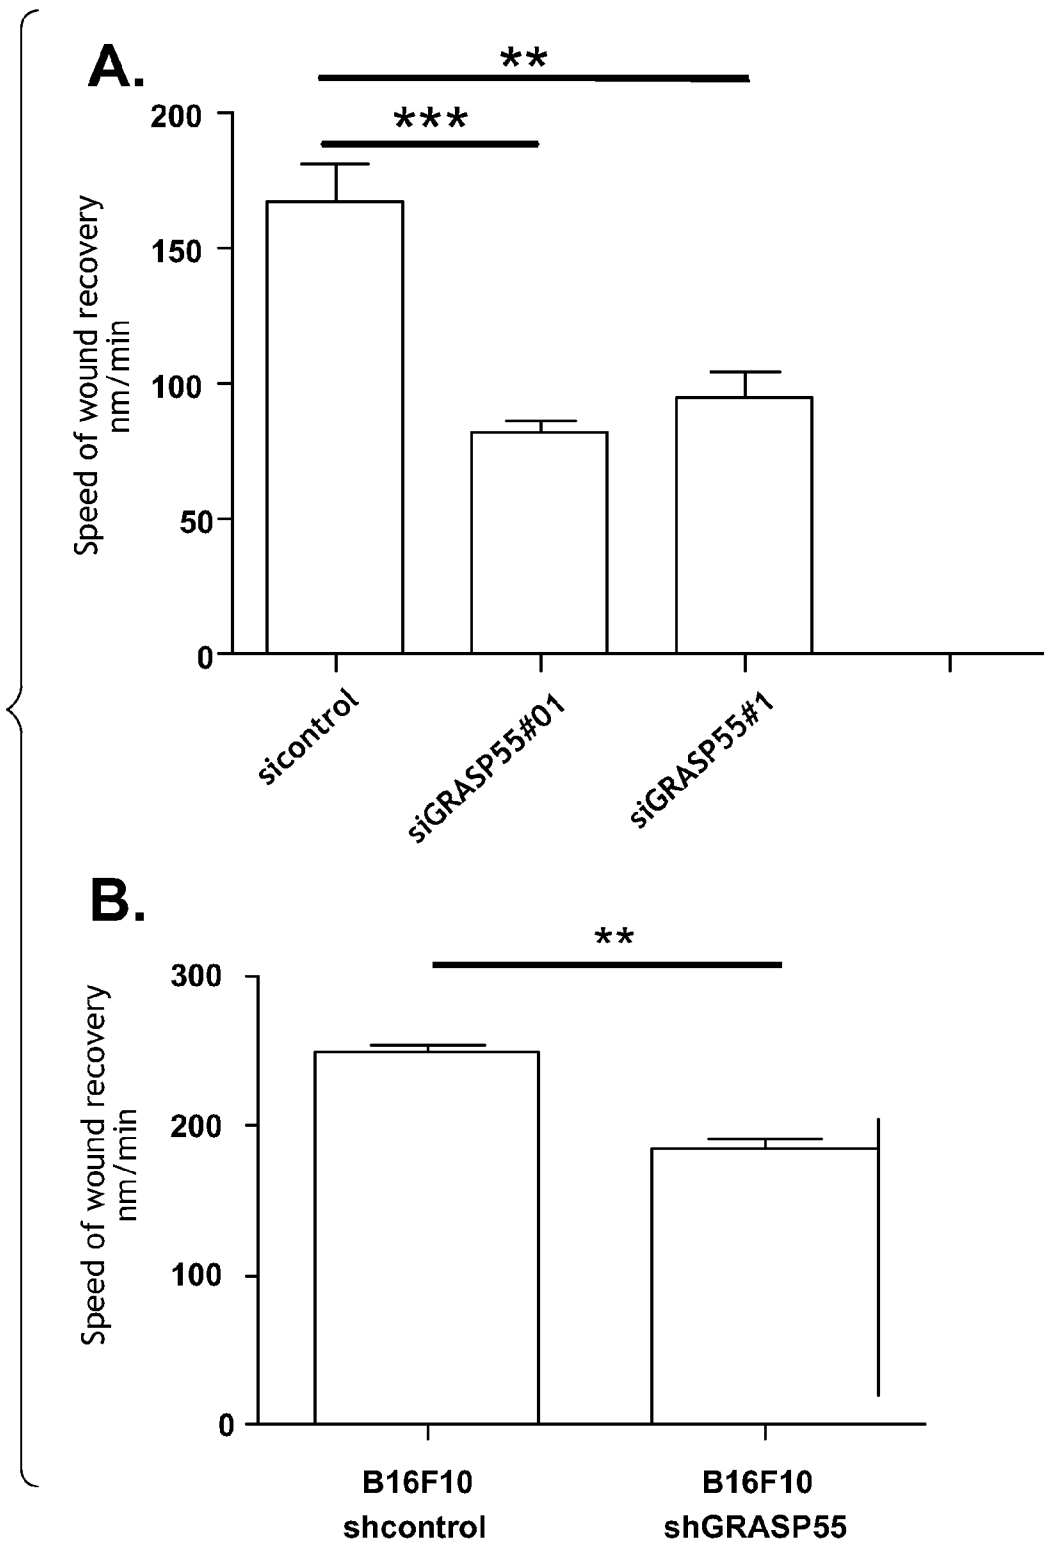 A.
**
***
200
150
100
50
0
Speed of wound recovery
nm/min
sicontrol
siGRASP55#01
siGRASP55#1
B.
**
300
200
100
0
Speed of wound recovery
nm/min
B16F10
shcontrol
B16F10
shGRASP55